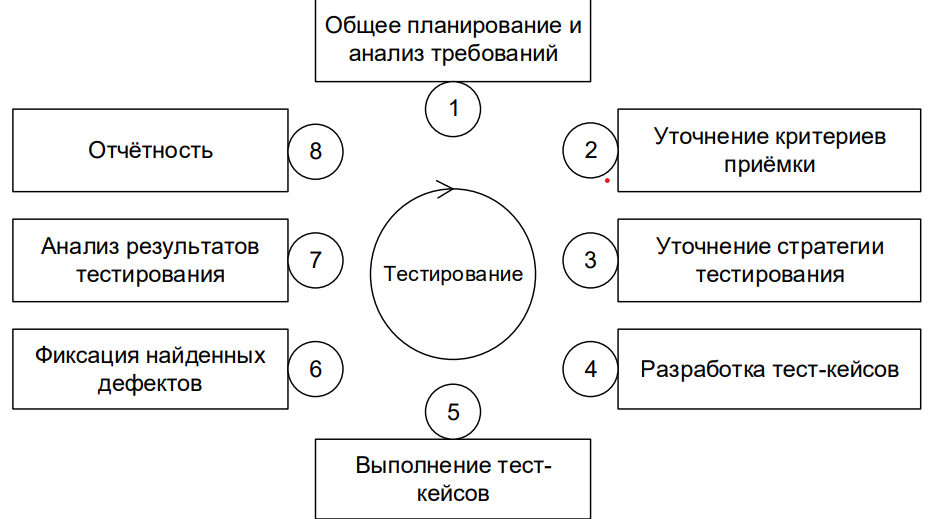 Общее планирование и
анализ требований
1
2
Уточнение критериев
приёмки
3
Уточнение стратегии
тестирования
4
Разработка тест-кейсов
5
Выполнение тест-
кейсов
6
Фиксация найденных
дефектов
7
Анализ результатов
тестирования
8
Отчётность
Тестирование